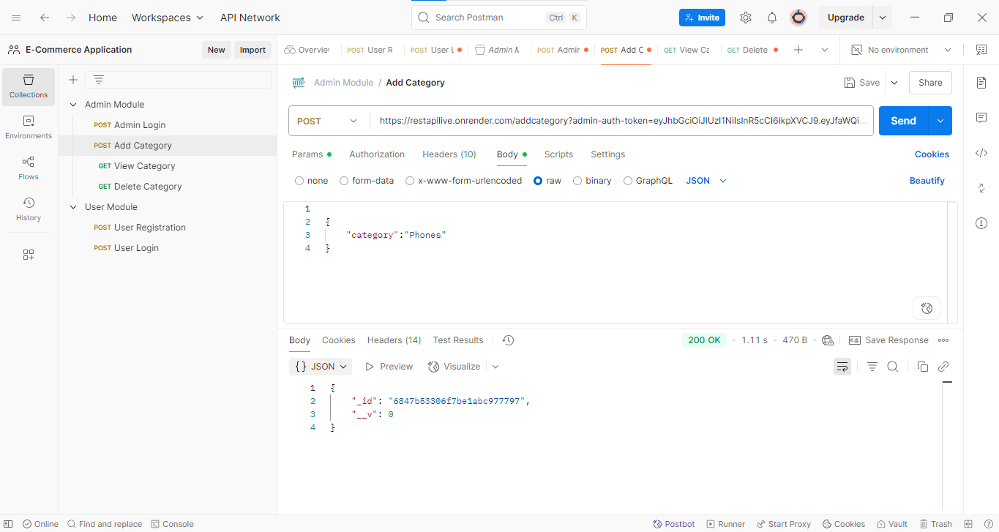 Home Workspaces API Network Search Postman Ctrl K Invite Upgrade
E-Commerce Application New Import Overvie POST User R POST User L Admin M POST Admin POST Add C GET View Ca GET Delete No environment
Collections
Environments
Flows
History
Admin Module
POST Admin Login
POST Add Category
GET View Category
GET Delete Category
User Module
POST User Registration
POST User Login
HTTP Admin Module / Add Category Save Share
POST https://restapilive.onrender.com/addcategory?admin-auth-token=eyJhbGciOiJIUzI1NiIsInR5cCI6IkpXVCJ9.eyJfaWQi... Send
Params Authorization Headers (10) Body Scripts Settings Cookies
none form-data x-www-form-urlencoded raw binary GraphQL JSON Beautify
1
2 {
3 "category":"Phones"
4 }
Body Cookies Headers (14) Test Results 200 OK • 1.11 s • 470 B • e.g. Save Response
{} JSON Preview Visualize
1 {
2 "_id": "6847b53306f7be1abc977797",
3 "__v": 0
4 }
Online Find and replace Console Postbot Runner Start Proxy Cookies Vault Trash